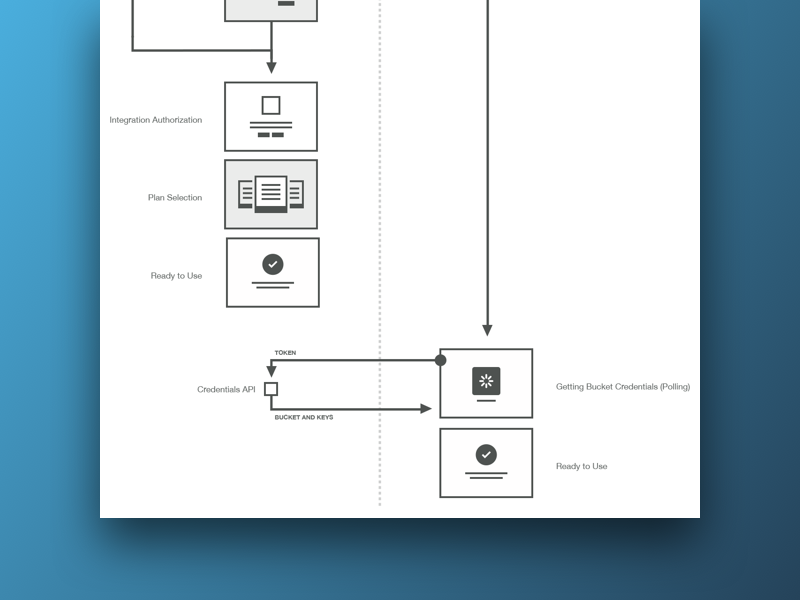 Integration Authorization
Plan Selection
Ready to Use
TOKEN
Credentials API
Getting Bucket Credentials (Polling)
BUCKET AND KEYS
Ready to Use